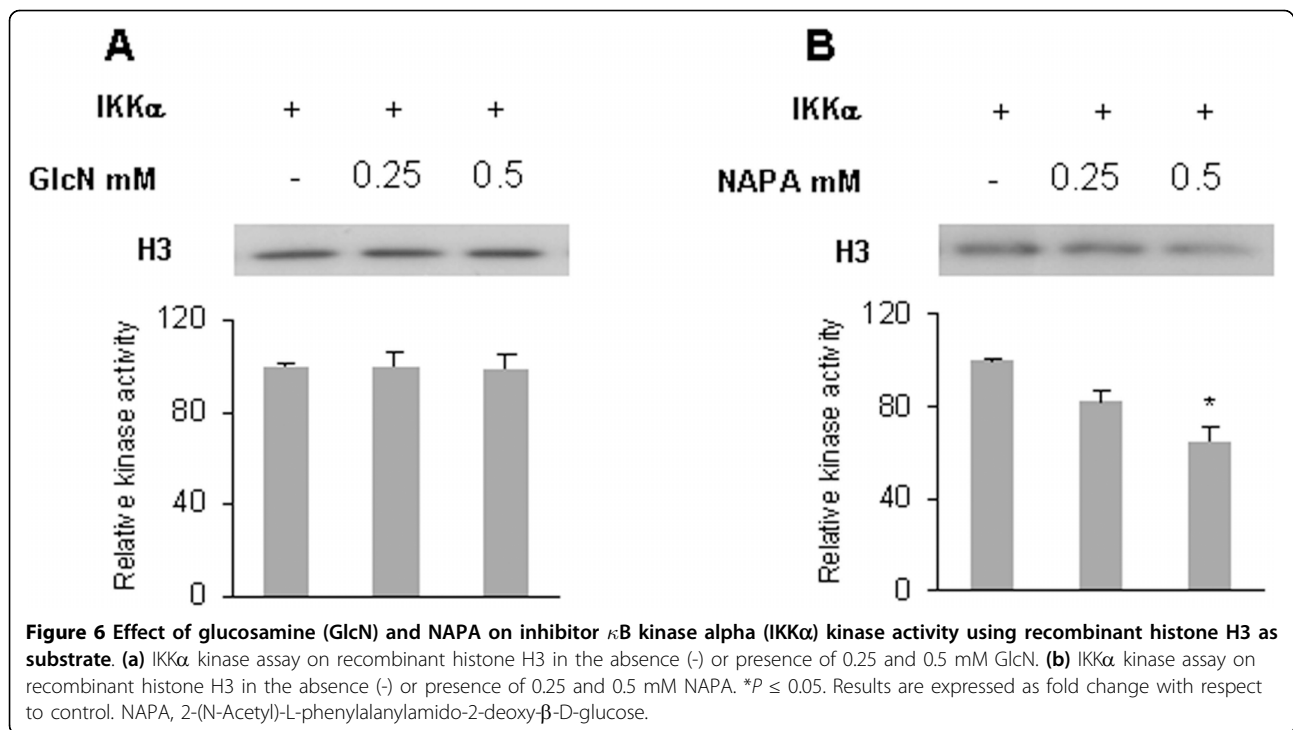 A
IKKα + + +
GlcN mM - 0.25 0.5
H3
Relative kinase activity
120
80
40
0
B
IKKα + + +
NAPA mM - 0.25 0.5
H3
Relative kinase activity
120
80
40
0
*
Figure 6 Effect of glucosamine (GlcN) and NAPA on inhibitor κB kinase alpha (IKKα) kinase activity using recombinant histone H3 as
substrate. (a) IKKα kinase assay on recombinant histone H3 in the absence (-) or presence of 0.25 and 0.5 mM GlcN. (b) IKKα kinase assay on
recombinant histone H3 in the absence (-) or presence of 0.25 and 0.5 mM NAPA. *P ≤ 0.05. Results are expressed as fold change with respect
to control. NAPA, 2-(N-Acetyl)-L-phenylalanylamido-2-deoxy-β-D-glucose.